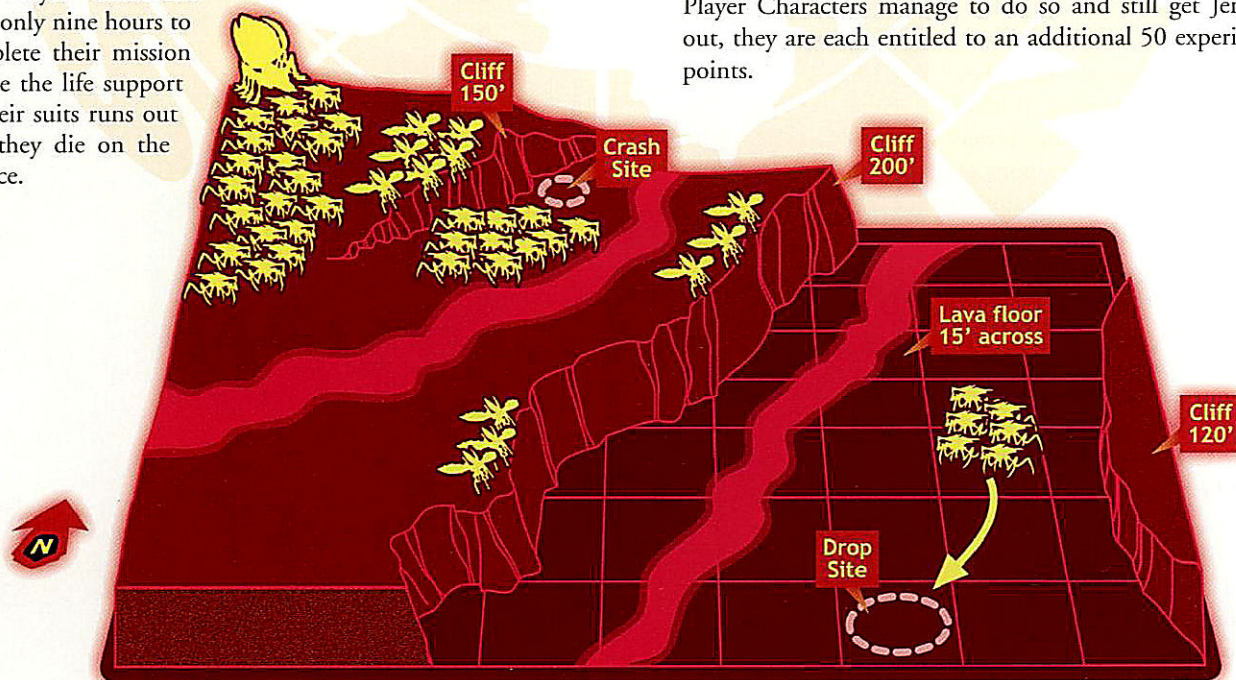 only nine hours to
plete their mission
e the life support
eir suits runs out
they die on the
ce.
Player Characters manage to do so and still get Jer
out, they are each entitled to an additional 50 experi
points.
Cliff
150'
Crash
Site
Cliff
200'
Lava floor
15' across
Cliff
120'
Drop
Site
N